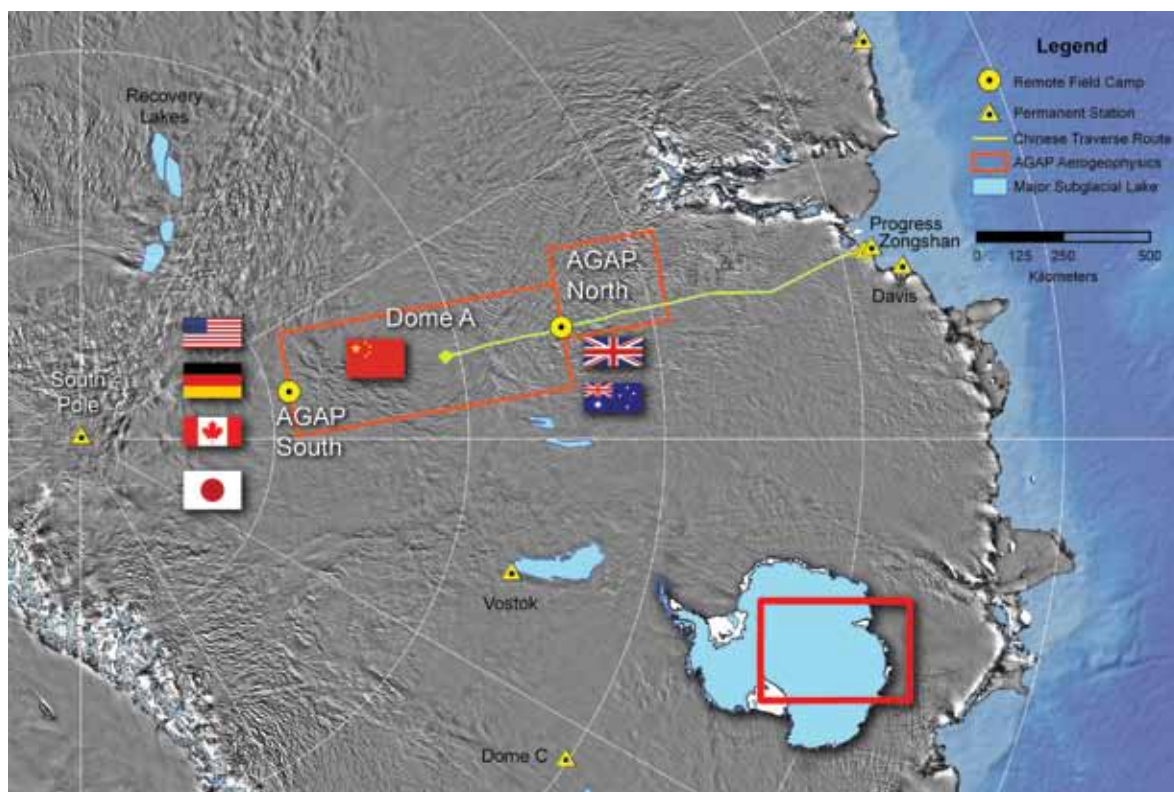 Legend
Remote Field Camp
Permanent Station
Chinese Traverse Route
AGAP Aerogeophysics
Major Subglacial Lake
0 125 250 500
Kilometers
Recovery
Lakes
Progress
Zongshan
Davis
AGAP
North
Dome A
South
Pole
AGAP
South
Vostok
Dome C